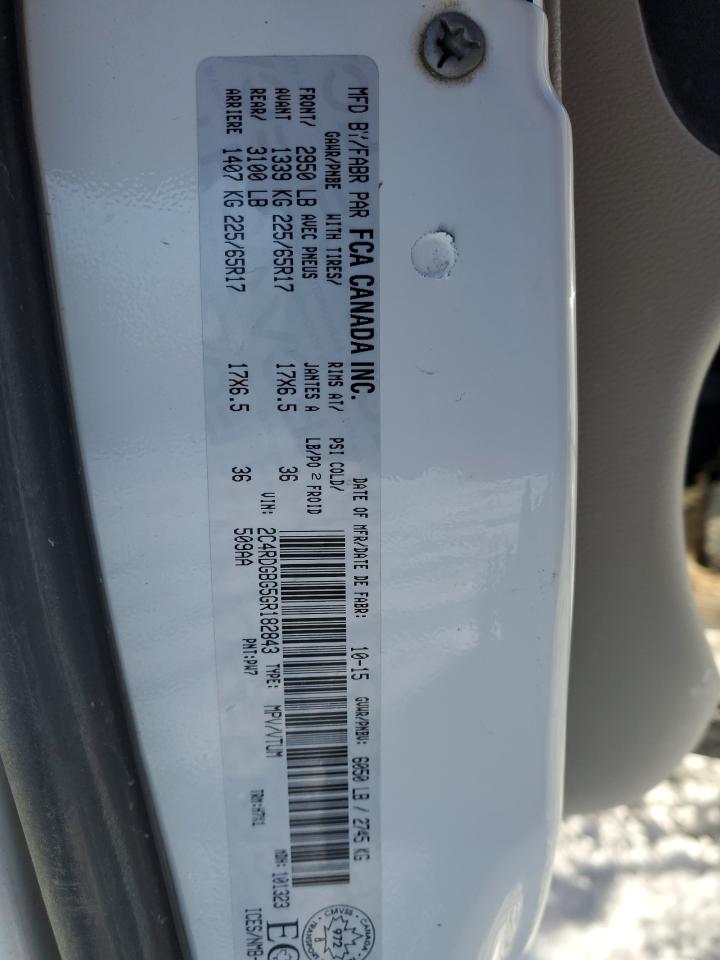 MFD BY/FABR PAR FCA CANADA INC.
DATE OF MFR/DATE DE FABR: 10-15 GVWR/PNBV: 6050 LB / 2745 KG
GAWR/PNBE WITH TIRES/ RIMS AT/ PSI COLD/
AVEC PNEUS JANTES A LB/PO 2 FROID
FRONT/ 2950 LB
AVANT 1339 KG 225/65R17 17X6.5 36
REAR/ 3100 LB
ARRIERE 1407 KG 225/65R17 17X6.5 36
VIN: 2C4RDGBG5GR182843 TYPE: MPV/VTUM MDH: 101323
509AA PNT:PW7
ICES/NMB-
CMVSS
CANADA
972